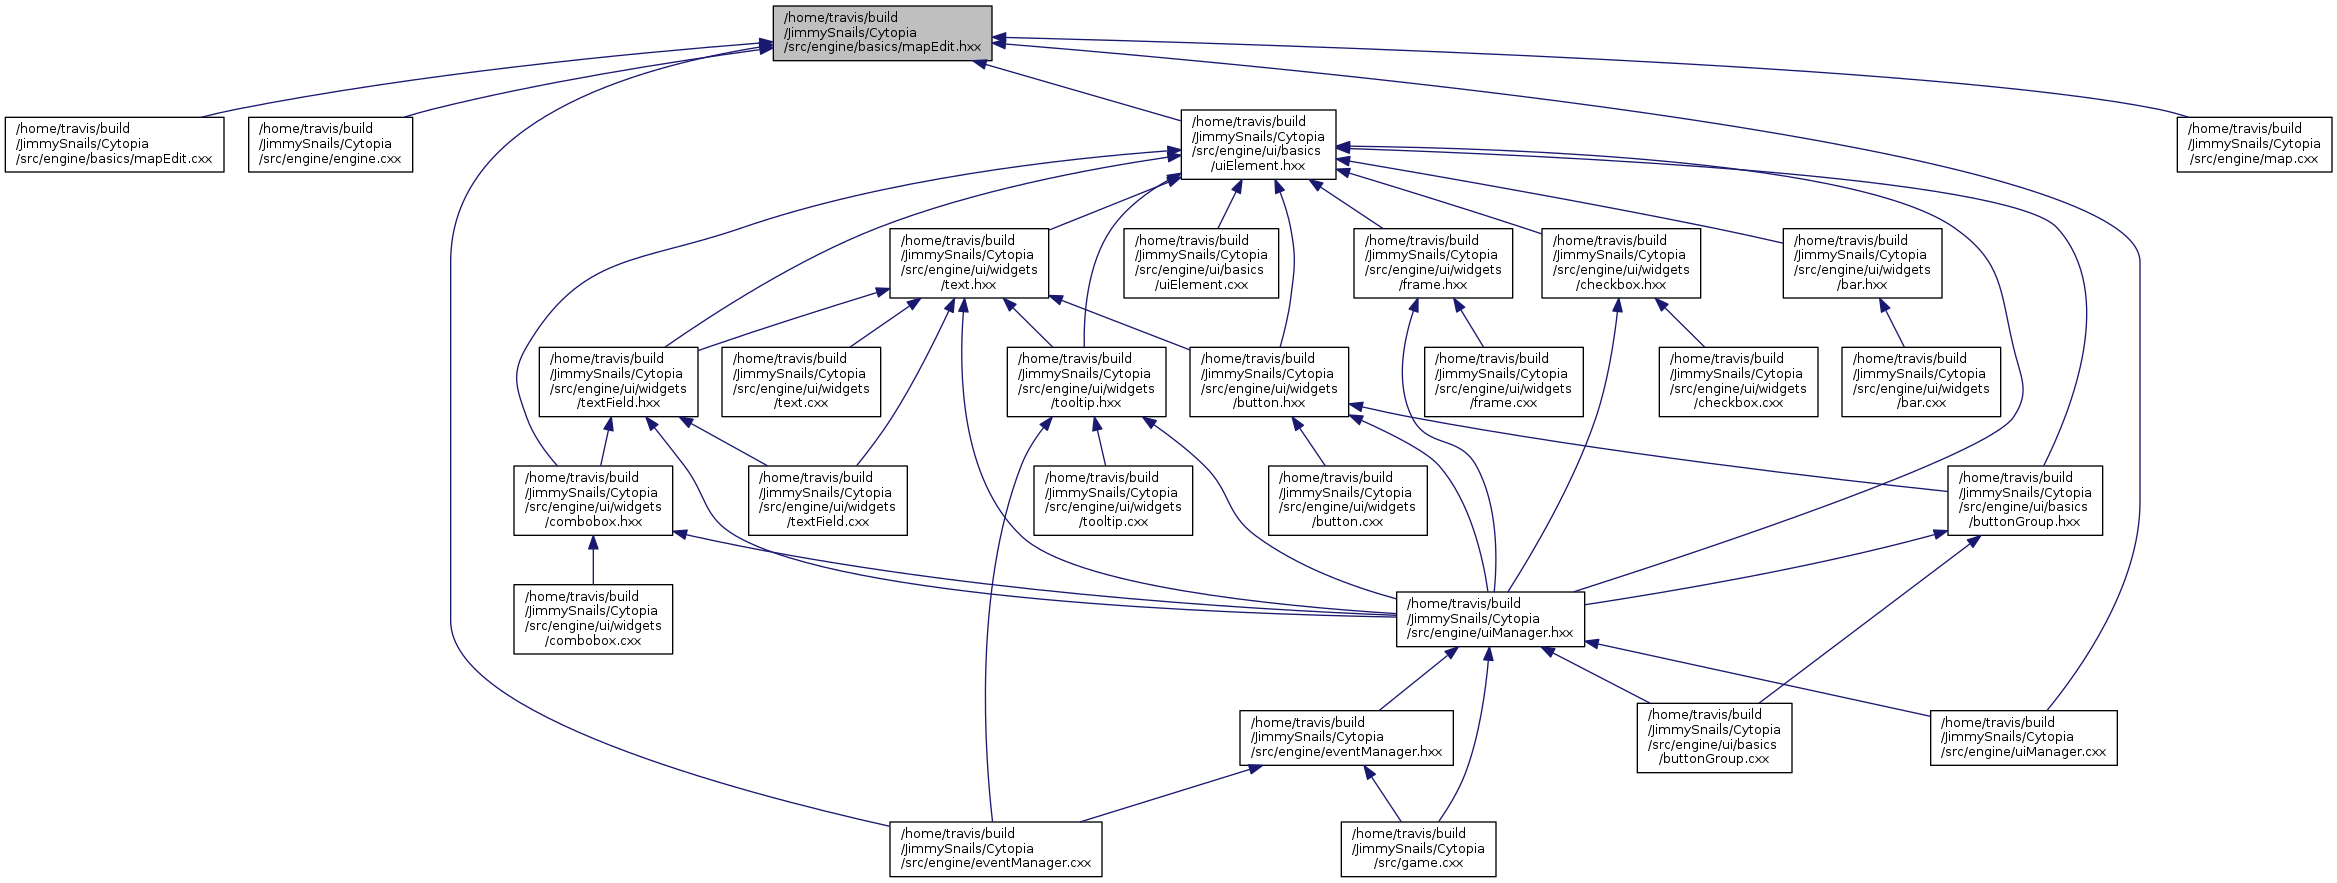 /home/travis/build
/JimmySnails/Cytopia
/src/engine/basics/mapEdit.hxx
/home/travis/build
/JimmySnails/Cytopia
/src/engine/basics/mapEdit.cxx
/home/travis/build
/JimmySnails/Cytopia
/src/engine/engine.cxx
/home/travis/build
/JimmySnails/Cytopia
/src/engine/ui/basics
/uiElement.hxx
/home/travis/build
/JimmySnails/Cytopia
/src/engine/map.cxx
/home/travis/build
/JimmySnails/Cytopia
/src/engine/ui/widgets
/text.hxx
/home/travis/build
/JimmySnails/Cytopia
/src/engine/ui/basics
/uiElement.cxx
/home/travis/build
/JimmySnails/Cytopia
/src/engine/ui/widgets
/frame.hxx
/home/travis/build
/JimmySnails/Cytopia
/src/engine/ui/widgets
/checkbox.hxx
/home/travis/build
/JimmySnails/Cytopia
/src/engine/ui/widgets
/bar.hxx
/home/travis/build
/JimmySnails/Cytopia
/src/engine/ui/widgets
/textField.hxx
/home/travis/build
/JimmySnails/Cytopia
/src/engine/ui/widgets
/text.cxx
/home/travis/build
/JimmySnails/Cytopia
/src/engine/ui/widgets
/tooltip.hxx
/home/travis/build
/JimmySnails/Cytopia
/src/engine/ui/widgets
/button.hxx
/home/travis/build
/JimmySnails/Cytopia
/src/engine/ui/widgets
/frame.cxx
/home/travis/build
/JimmySnails/Cytopia
/src/engine/ui/widgets
/checkbox.cxx
/home/travis/build
/JimmySnails/Cytopia
/src/engine/ui/widgets
/bar.cxx
/home/travis/build
/JimmySnails/Cytopia
/src/engine/ui/widgets
/combobox.hxx
/home/travis/build
/JimmySnails/Cytopia
/src/engine/ui/widgets
/textField.cxx
/home/travis/build
/JimmySnails/Cytopia
/src/engine/ui/widgets
/tooltip.cxx
/home/travis/build
/JimmySnails/Cytopia
/src/engine/ui/widgets
/button.cxx
/home/travis/build
/JimmySnails/Cytopia
/src/engine/ui/basics
/buttonGroup.hxx
/home/travis/build
/JimmySnails/Cytopia
/src/engine/ui/widgets
/combobox.cxx
/home/travis/build
/JimmySnails/Cytopia
/src/engine/uiManager.hxx
/home/travis/build
/JimmySnails/Cytopia
/src/engine/eventManager.hxx
/home/travis/build
/JimmySnails/Cytopia
/src/engine/ui/basics
/buttonGroup.cxx
/home/travis/build
/JimmySnails/Cytopia
/src/engine/uiManager.cxx
/home/travis/build
/JimmySnails/Cytopia
/src/engine/eventManager.cxx
/home/travis/build
/JimmySnails/Cytopia
/src/game.cxx